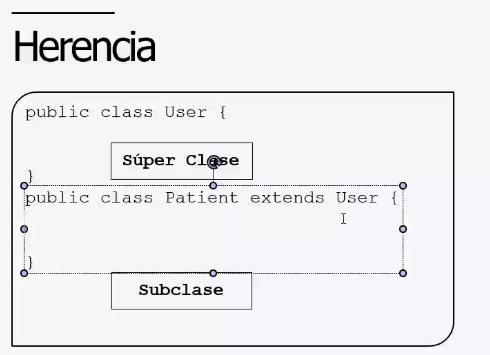 Herencia
public class User {
Súper Clase
}
public class Patient extends User {
}
Subclase